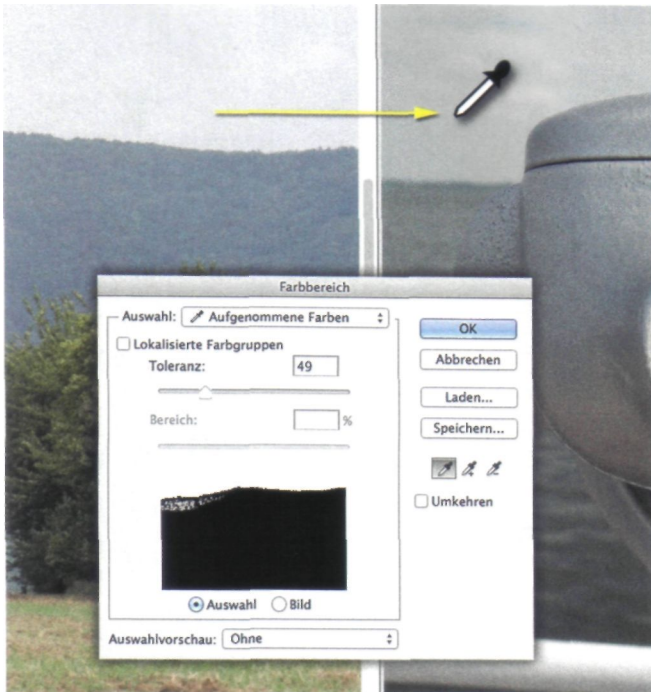 Farbbereich
Auswahl: Aufgenommene Farben
Lokalisierte Farbgruppen
Toleranz: 49
Bereich: %
Auswahl Bild
Auswahlvorschau: Ohne
OK
Abbrechen
Laden...
Speichern...
Umkehren